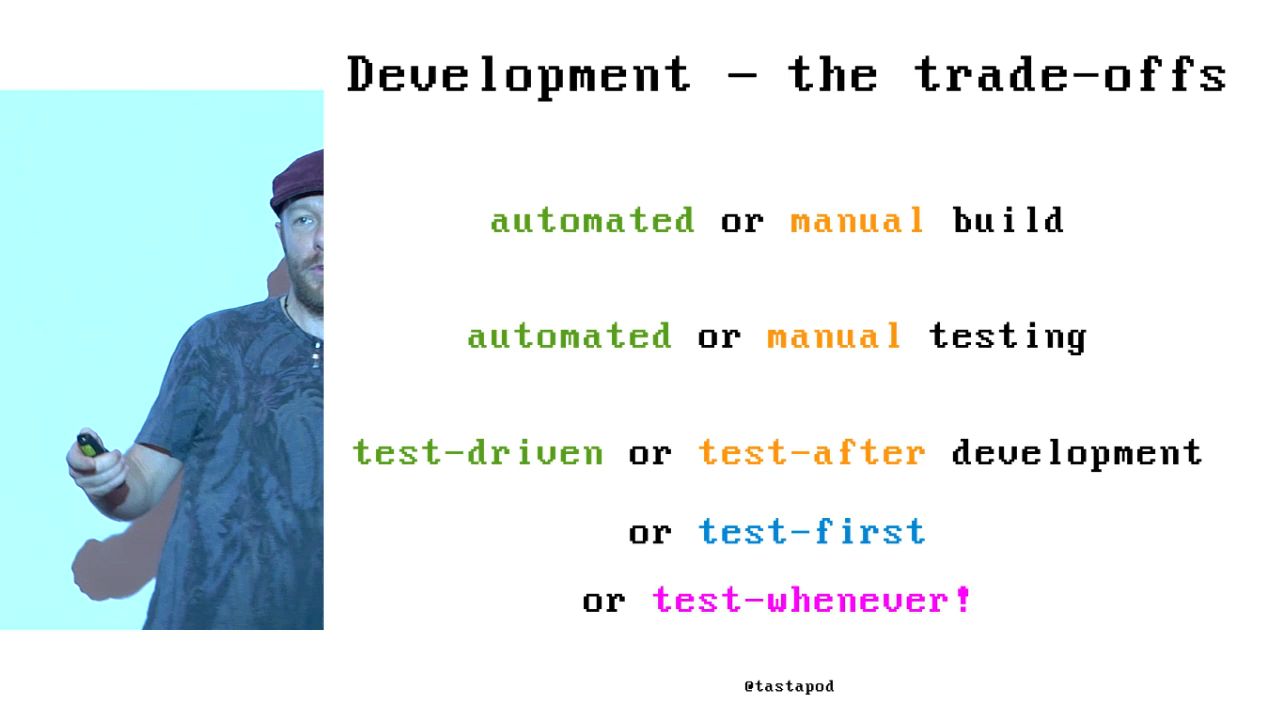 Development - the trade-offs
automated or manual build
automated or manual testing
test-driven or test-after development
or test-first
or test-whenever!
@tastapod